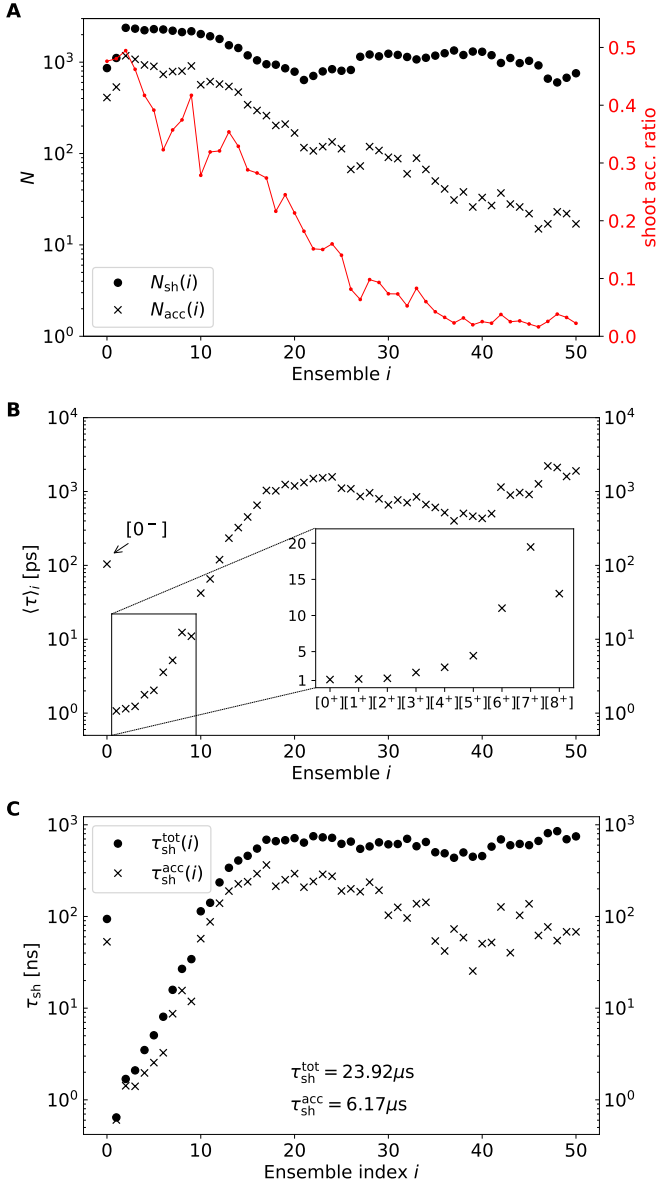 A
N
10³
10²
10¹
10⁰
0.5
0.4
0.3
0.2
0.1
0.0
shoot acc. ratio
N_sh(i)
N_acc(i)
0 10 20 30 40 50
Ensemble i
B
⟨τ⟩ᵢ [ps]
10⁴ 10⁴
10³ 10³
10² 10²
10¹ 10¹
10⁰ 10⁰
[0⁻]
20
15
10
5
1
[0⁺][1⁺][2⁺][3⁺][4⁺][5⁺][6⁺][7⁺][8⁺]
0 10 20 30 40 50
Ensemble i
C
τ_sh [ns]
10³ 10³
10² 10²
10¹ 10¹
10⁰ 10⁰
τ_sh^tot(i)
τ_sh^acc(i)
τ_sh^tot = 23.92μs
τ_sh^acc = 6.17μs
0 10 20 30 40 50
Ensemble index i